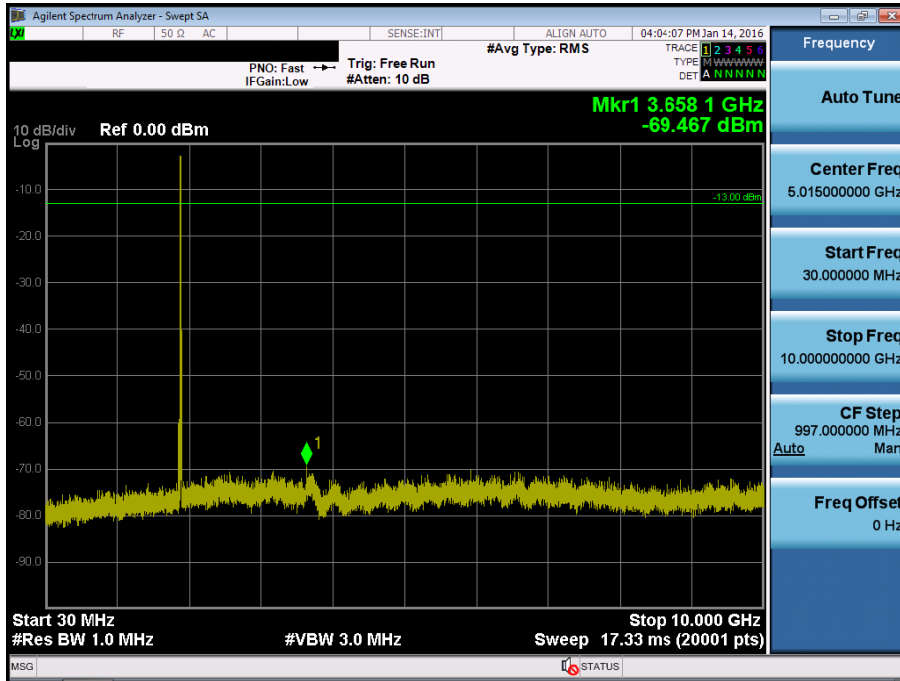 Agilent Spectrum Analyzer - Swept SA
LXI RF 50 Ω AC SENSE:INT ALIGN AUTO 04:04:07 PM Jan 14, 2016
Frequency
#Avg Type: RMS TRACE 1 2 3 4 5 6
PNO: Fast Trig: Free Run TYPE M WWWWW
IFGain:Low #Atten: 10 dB DET A N N N N N
Auto Tune
Mkr1 3.658 1 GHz
-69.467 dBm
10 dB/div Ref 0.00 dBm
Log
Center Freq
5.015000000 GHz
-10.0
-13.00 dBm
-20.0
Start Freq
30.000000 MHz
-30.0
-40.0
Stop Freq
10.000000000 GHz
-50.0
-60.0
CF Step
997.000000 MHz
Auto Man
1
-70.0
Freq Offset
0 Hz
-80.0
-90.0
Start 30 MHz Stop 10.000 GHz
#Res BW 1.0 MHz #VBW 3.0 MHz Sweep 17.33 ms (20001 pts)
MSG STATUS